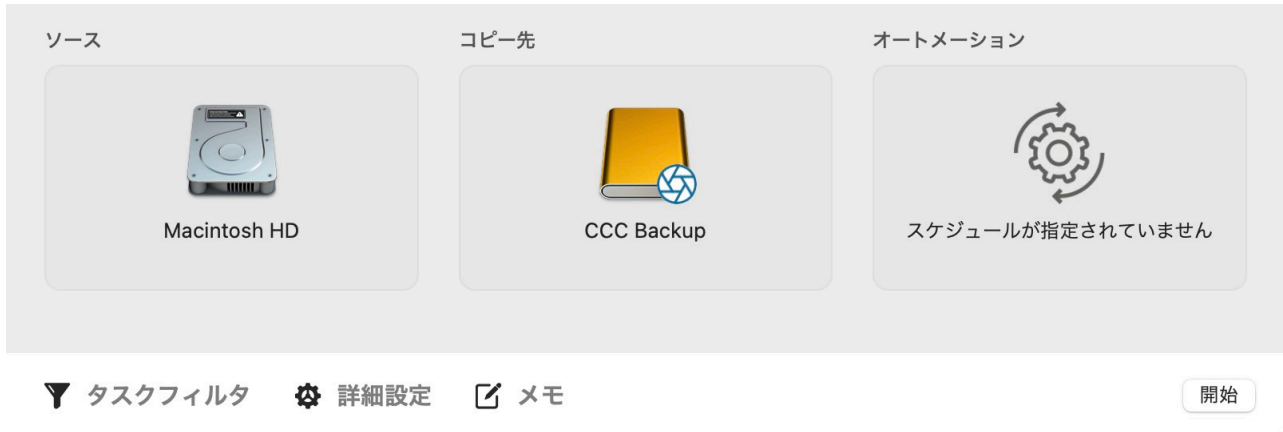 ソース
コピー先
オートメーション
Macintosh HD
CCC Backup
スケジュールが指定されていません
タスクフィルタ
詳細設定
メモ
開始